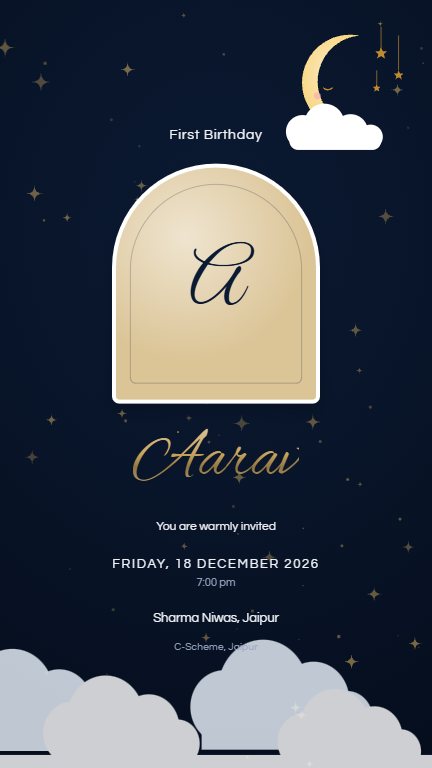 First Birthday
a
Aarav
You are warmly invited
FRIDAY, 18 DECEMBER 2026
7:00 pm
Sharma Niwas, Jaipur
C-Scheme, Jaipur